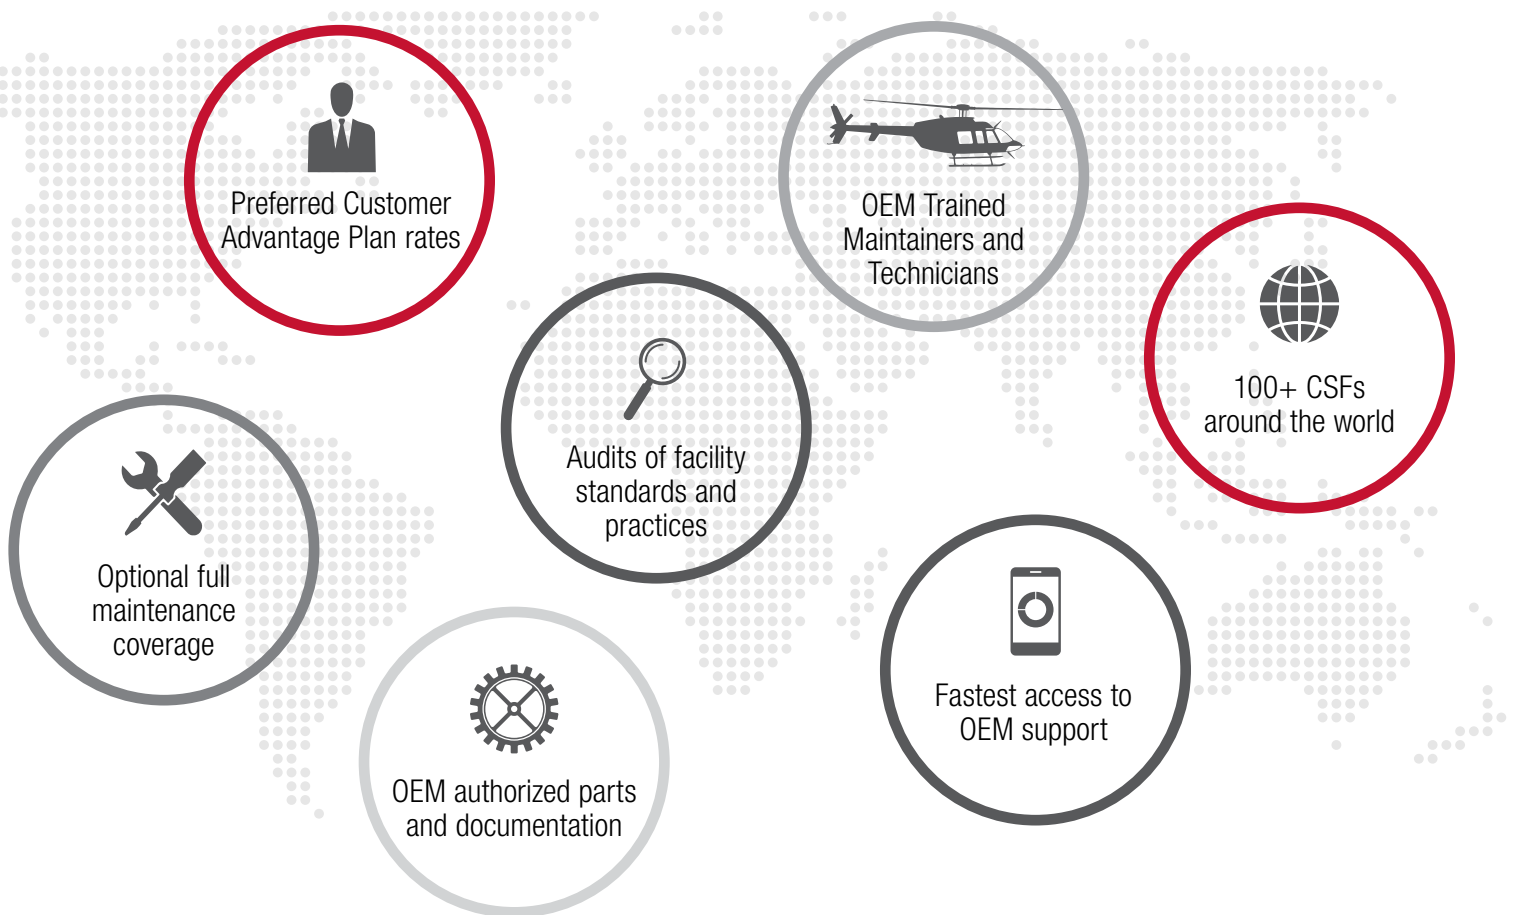 Preferred Customer
Advantage Plan rates
OEM Trained
Maintainers and
Technicians
100+ CSFs
around the world
Audits of facility
standards and
practices
Optional full
maintenance
coverage
Fastest access to
OEM support
OEM authorized parts
and documentation